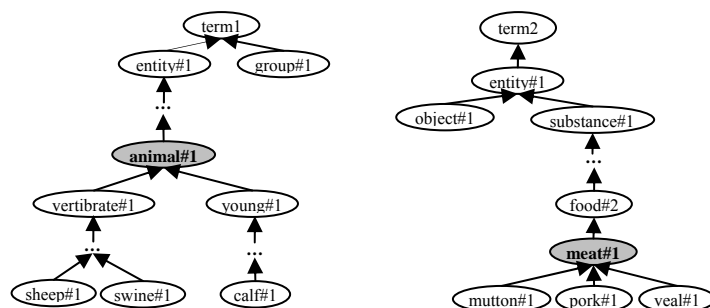 term1
entity#1
group#1
...
animal#1
vertibrate#1
young#1
...
...
sheep#1
swine#1
calf#1
term2
entity#1
object#1
substance#1
...
food#2
meat#1
mutton#1
pork#1
veal#1